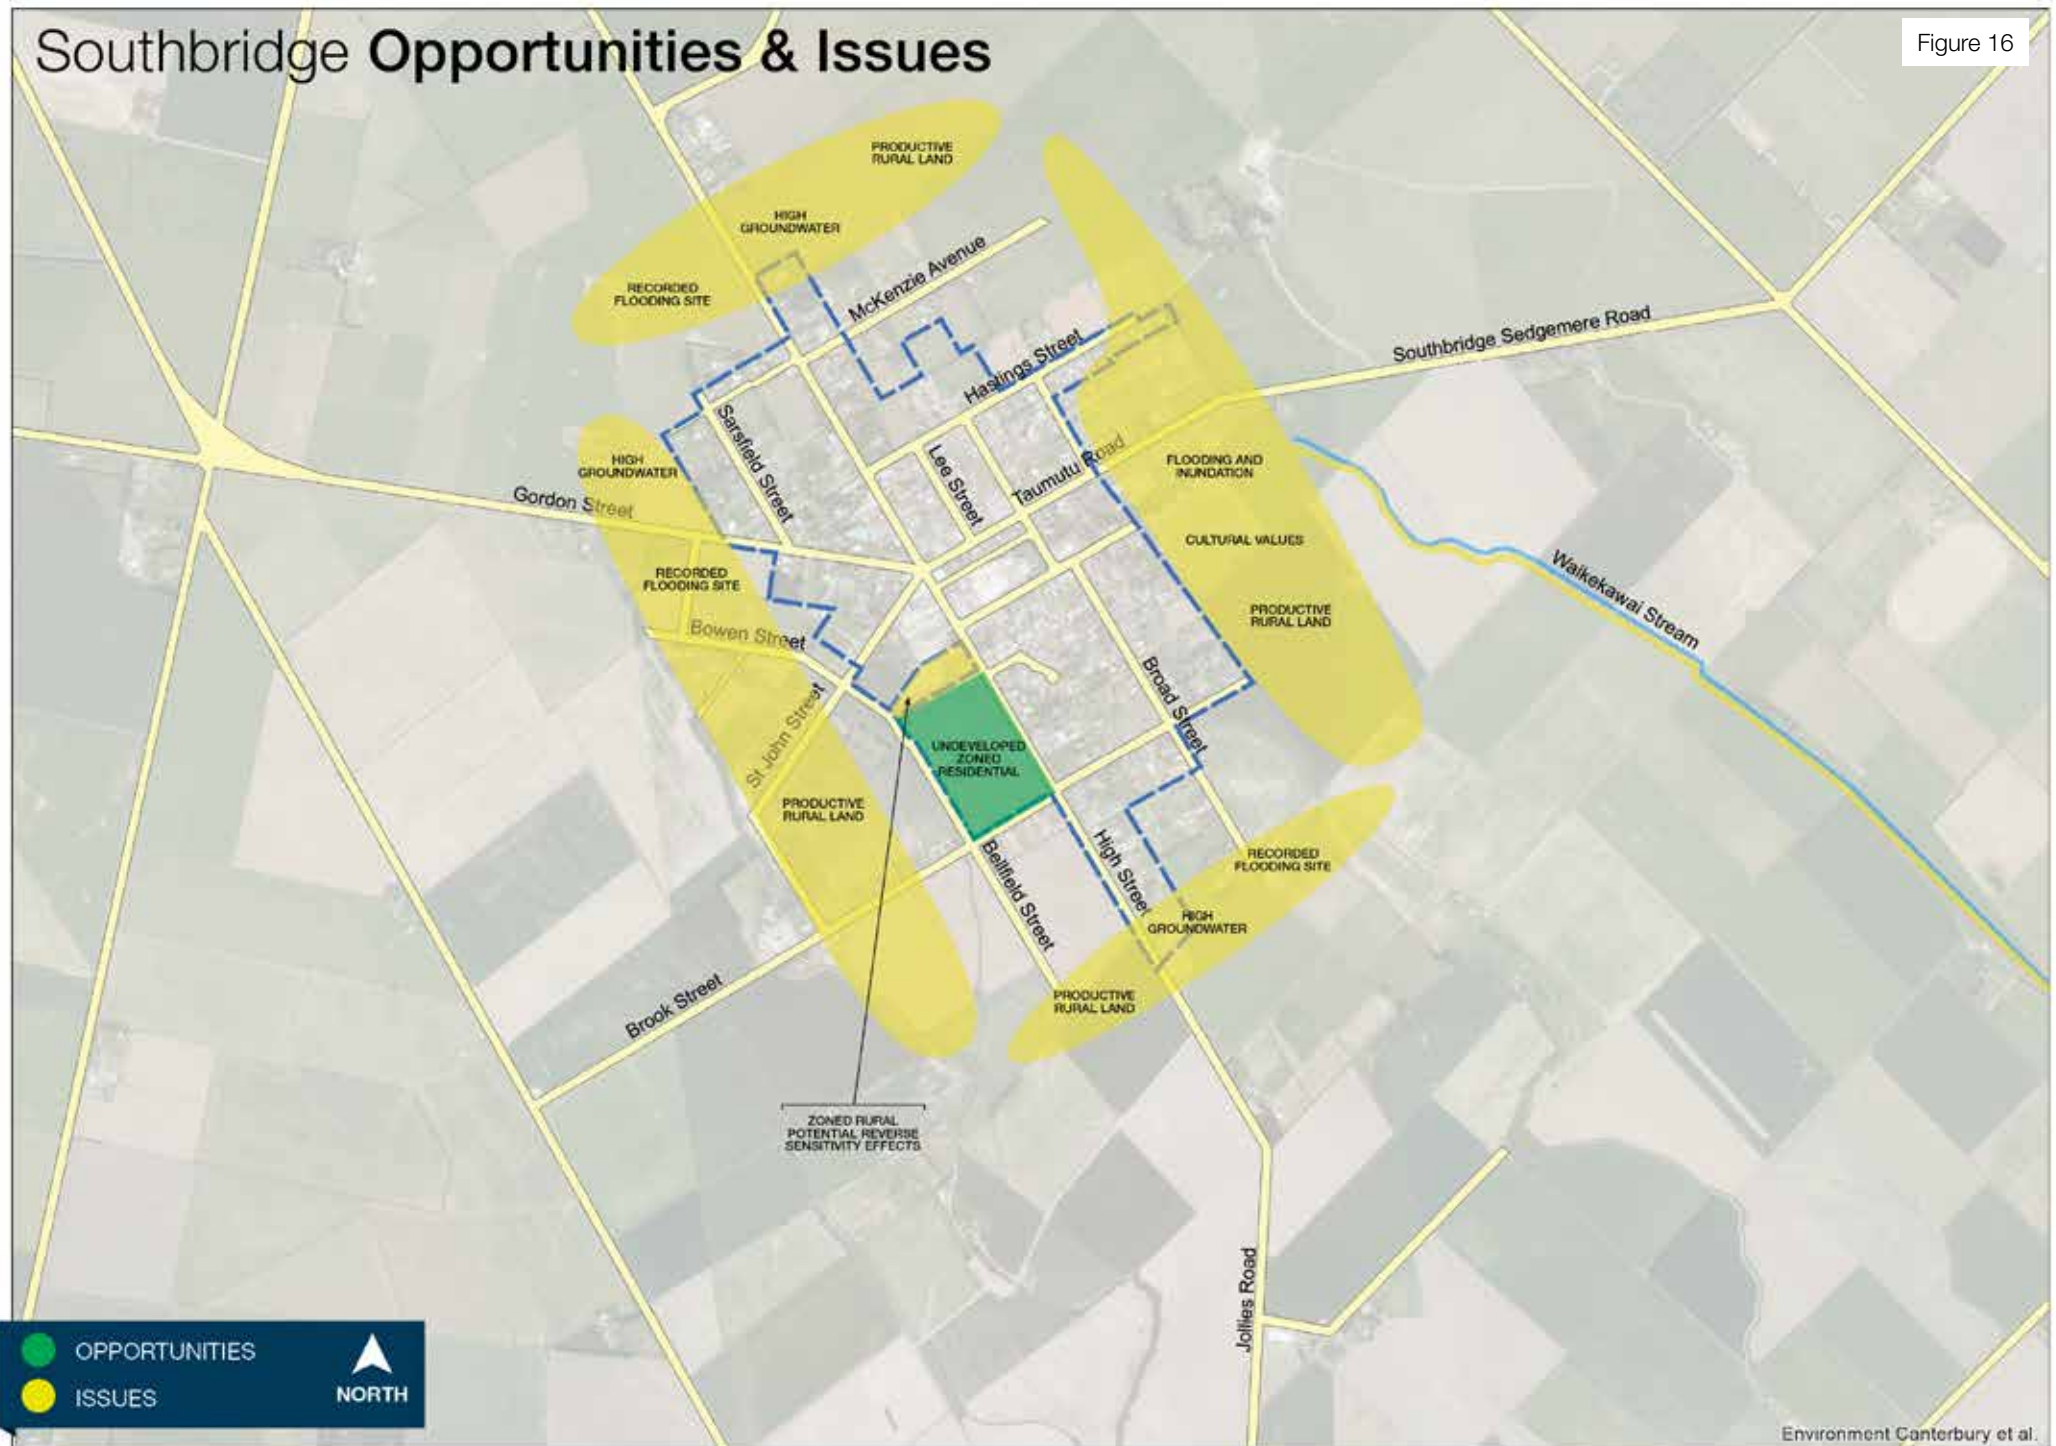 Southbridge Opportunities & Issues
Figure 16
PRODUCTIVE
RURAL LAND
HIGH
GROUNDWATER
RECORDED
FLOODING SITE
McKenzie Avenue
Hastings Street
Southbridge Sedgemere Road
Sarsfield Street
Lee Street
Taumutu Road
HIGH
GROUNDWATER
Gordon Street
FLOODING AND
INUNDATION
CULTURAL VALUES
PRODUCTIVE
RURAL LAND
Waikekawai Stream
RECORDED
FLOODING SITE
Bowen Street
St John Street
Broad Street
UNDEVELOPED
ZONED
RESIDENTIAL
PRODUCTIVE
RURAL LAND
Bellfield Street
High Street
RECORDED
FLOODING SITE
HIGH
GROUNDWATER
PRODUCTIVE
RURAL LAND
Brook Street
ZONED RURAL
POTENTIAL REVERSE
SENSITIVITY EFFECTS
Jollies Road
OPPORTUNITIES
ISSUES
NORTH
Environment Canterbury et al.